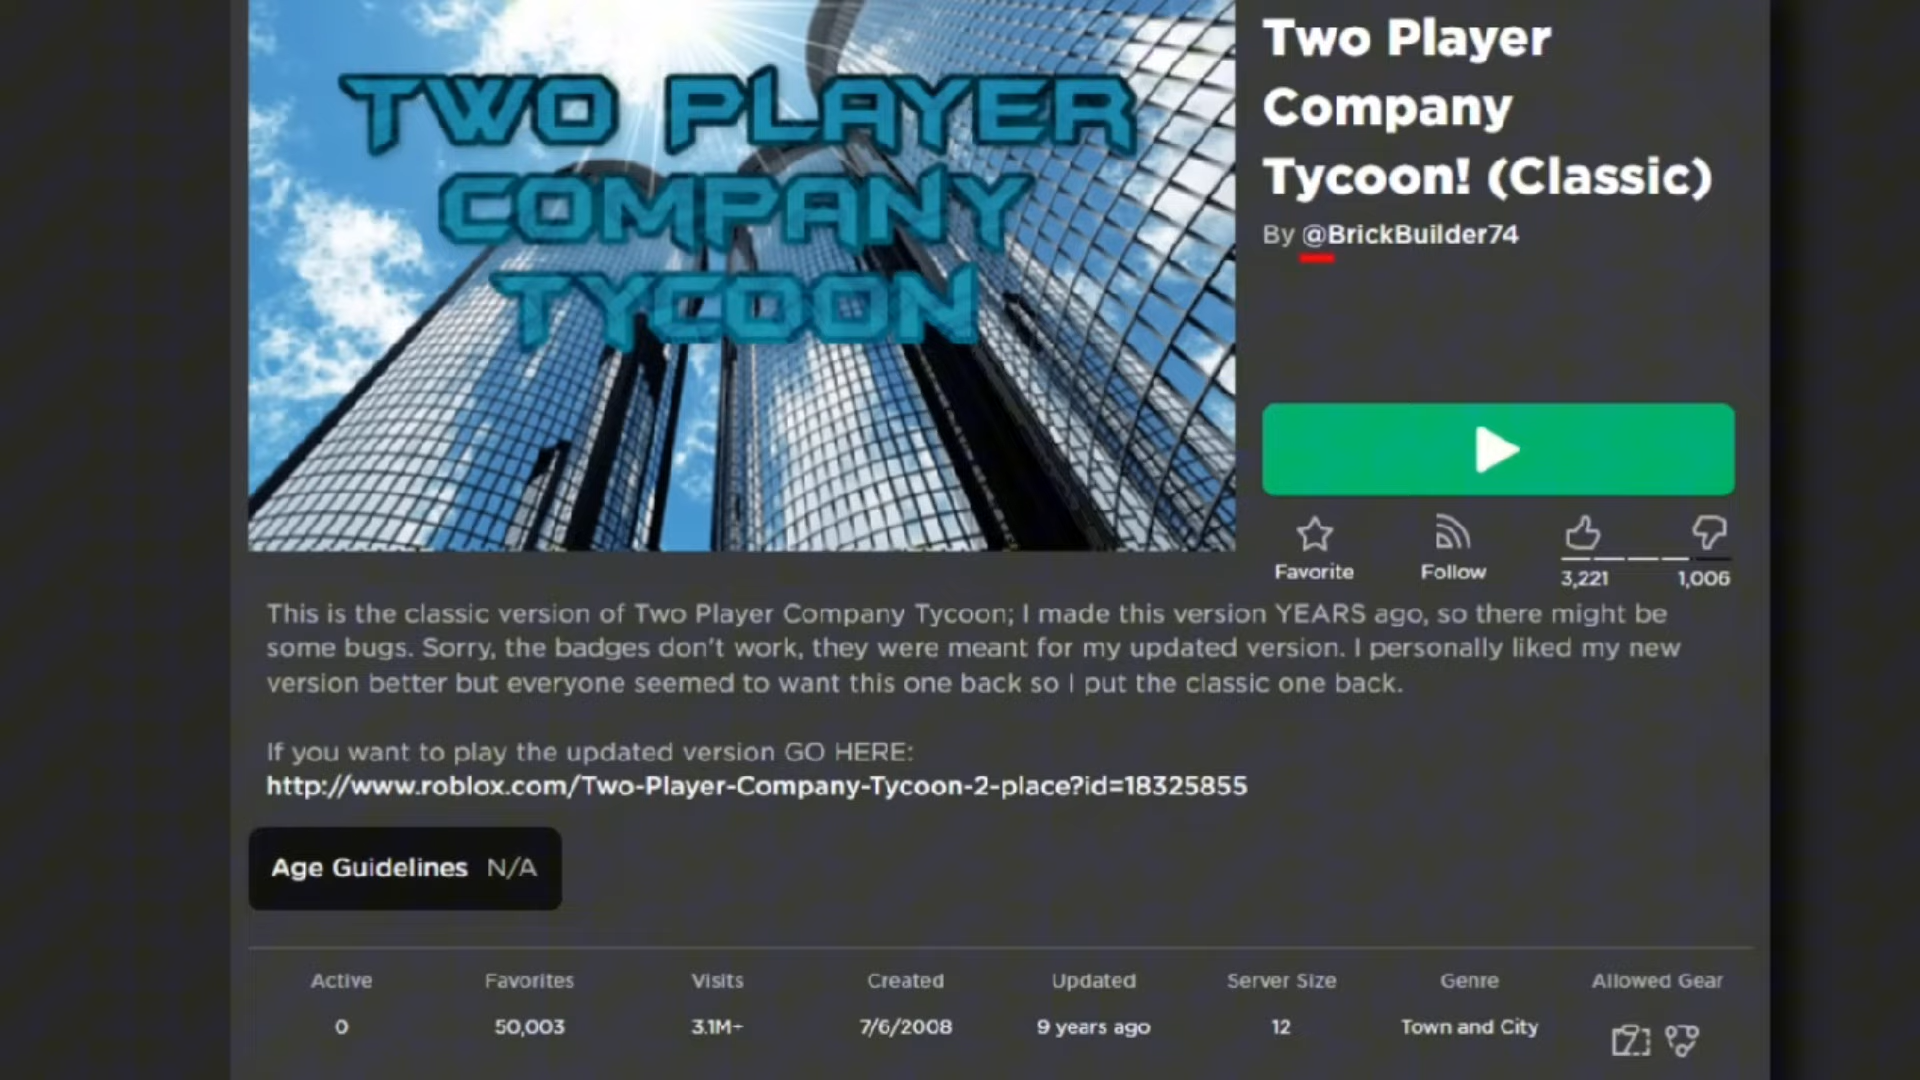 TWO PLAYER
COMPANY
TYCOON
Two Player
Company
Tycoon! (Classic)
By @BrickBuilder74
Favorite
Follow
3,221
1,006
This is the classic version of Two Player Company Tycoon; I made this version YEARS ago, so there might be
some bugs. Sorry, the badges don't work, they were meant for my updated version. I personally liked my new
version better but everyone seemed to want this one back so I put the classic one back.
If you want to play the updated version GO HERE:
http://www.roblox.com/Two-Player-Company-Tycoon-2-place?id=18325855
Age Guidelines N/A
Active Favorites Visits Created Updated Server Size Genre Allowed Gear
0 50,003 3.1M+ 7/6/2008 9 years ago 12 Town and City